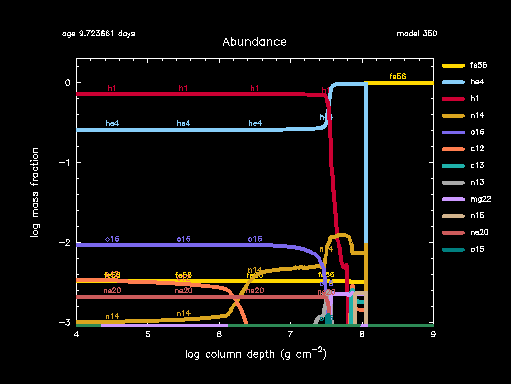 age 9.723661 days
model 350
Abundance
fe56
he4
h1
n14
o16
c12
c13
n13
mg22
n16
ne20
o15
fe56
h1 h1 h1
he4 he4 he4
o16 o16 o16
n14
fe56
ne20 ne20 ne20
n14 n14
0
−1
−2
−3
4 5 6 7 8 9
log mass fraction
log column depth (g cm−2)